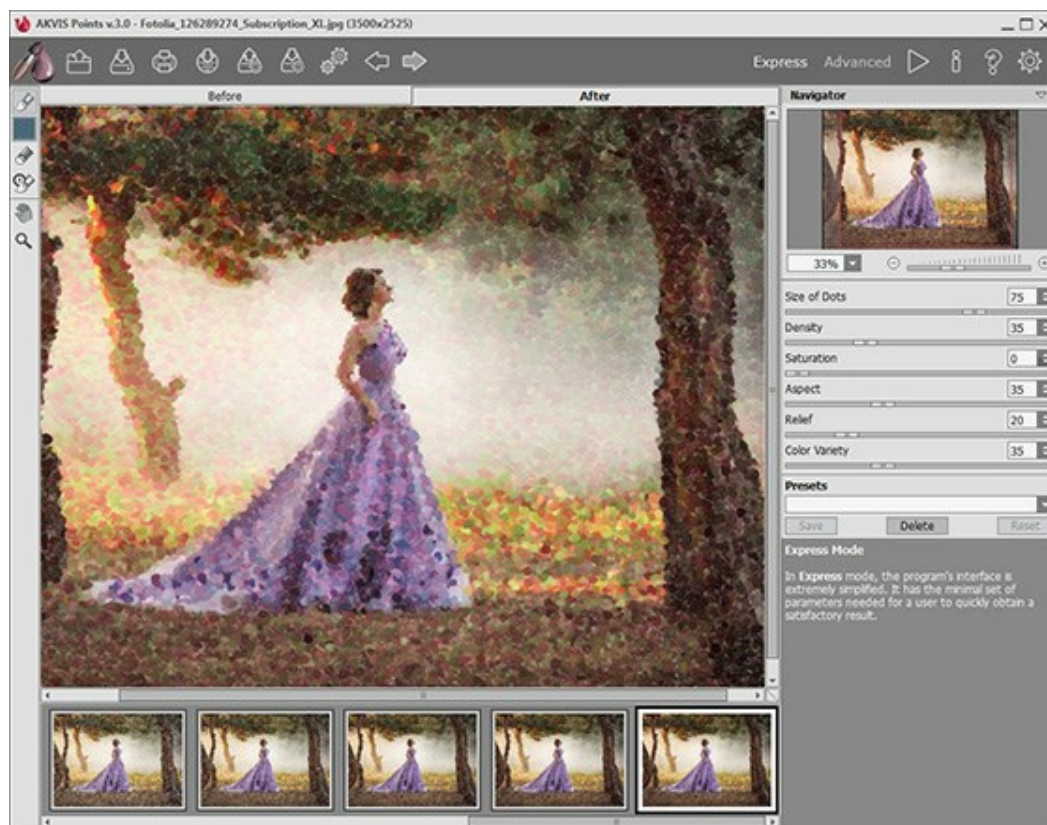 AKVIS Points v.3.0 - Fotolia_126289274_Subscription_XL.jpg (3500x2525)
Express Advanced
Before
After
Navigator
33%
Size of Dots 75
Density 35
Saturation 0
Aspect 35
Relief 20
Color Variety 35
Presets
Save Delete Reset
Express Mode
In Express mode, the program's interface is
extremely simplified. It has the minimal set of
parameters needed for a user to quickly obtain a
satisfactory result.